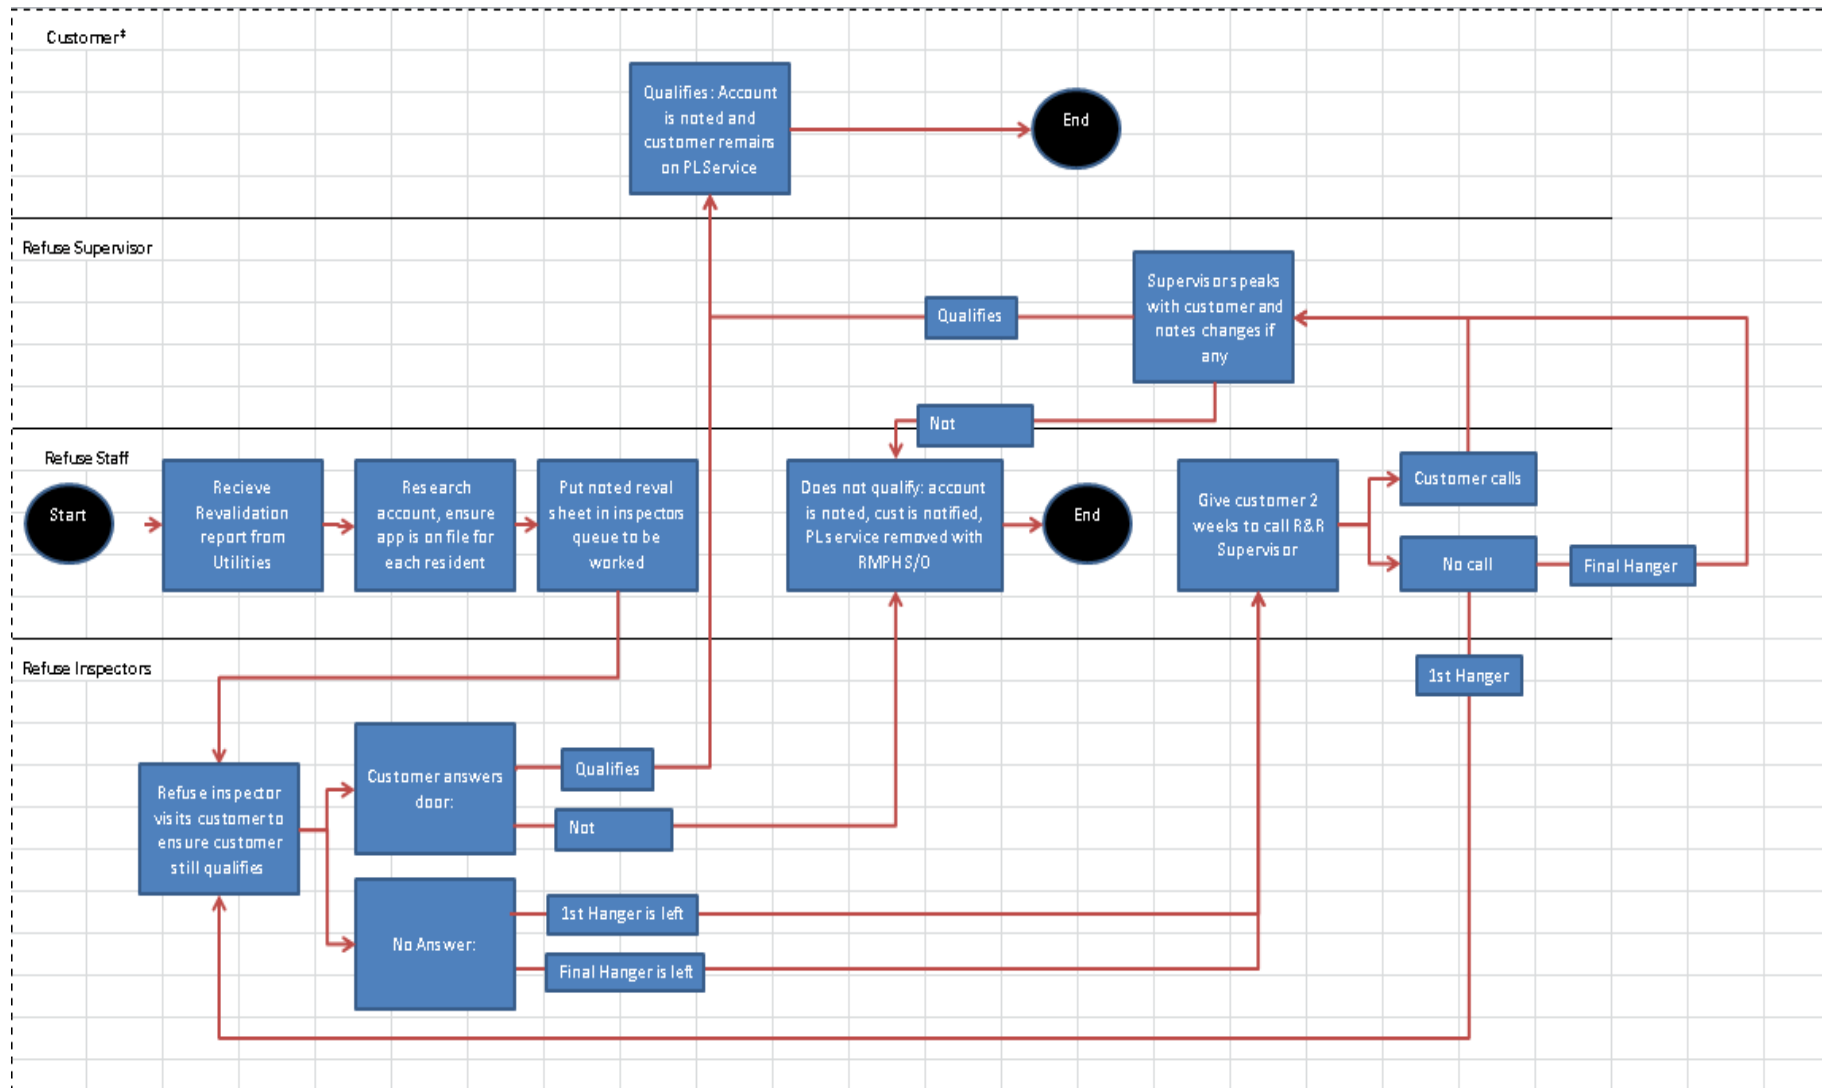 Customer‡
Qualifies: Account
is noted and
customer remains
on PLService
End
Refuse Supervisor
Supervisor speaks
with customer and
notes changes if
any
Qualifies
Not
Refuse Staff
Start
Recieve
Revalidation
report from
Utilities
Research
account, ensure
app is on file for
each resident
Put noted reval
sheet in inspectors
queue to be
worked
Does not qualify: account
is noted, cust is notified,
PL service removed with
RMPH S/O
End
Give customer 2
weeks to call R&R
Supervisor
Customer calls
No call
Final Hanger
Refuse Inspectors
1st Hanger
Refuse inspector
visits customer to
ensure customer
still qualifies
Customer answers
door:
Qualifies
Not
No Answer:
1st Hanger is left
Final Hanger is left